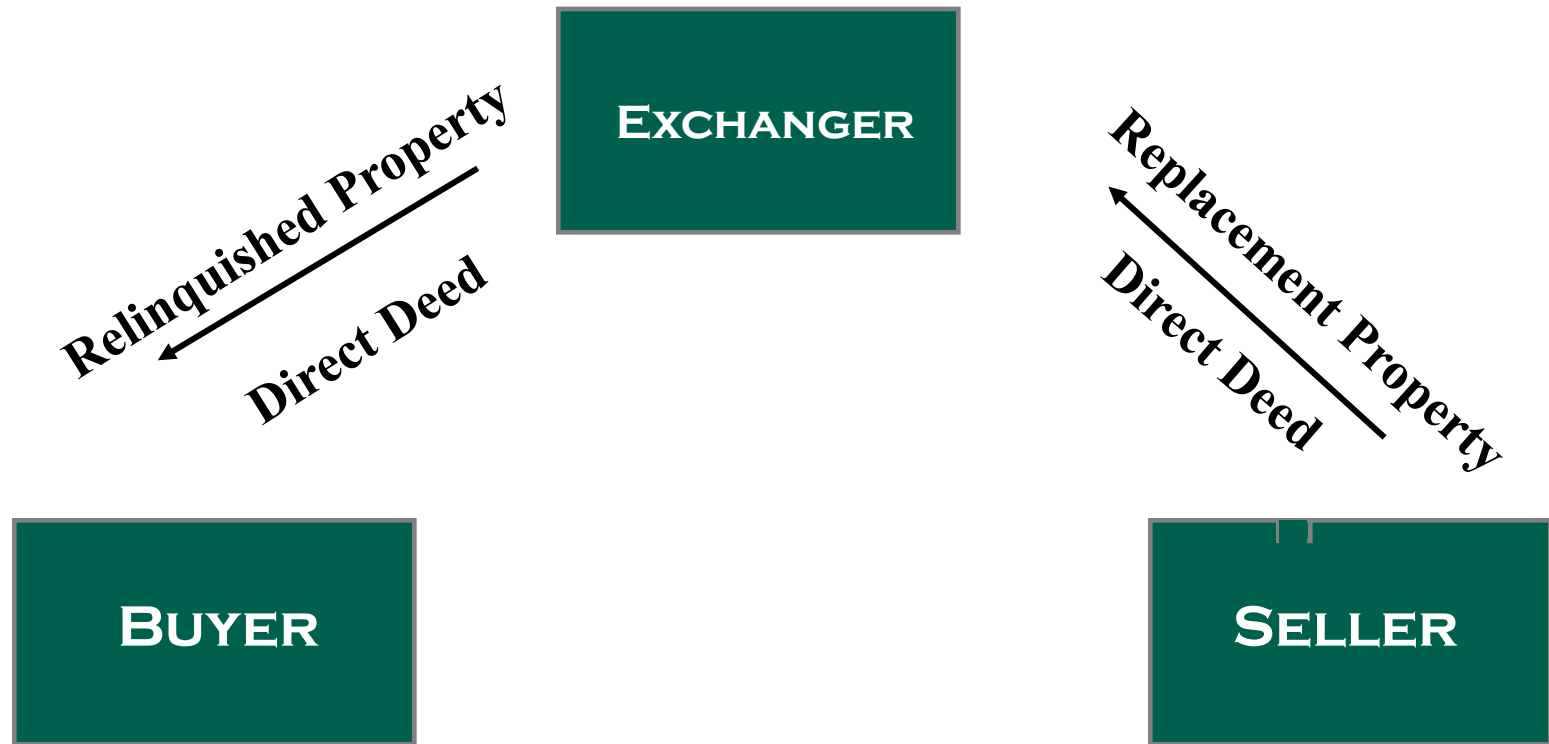 EXCHANGER
Relinquished Property
Direct Deed
Replacement Property
Direct Deed
BUYER
SELLER